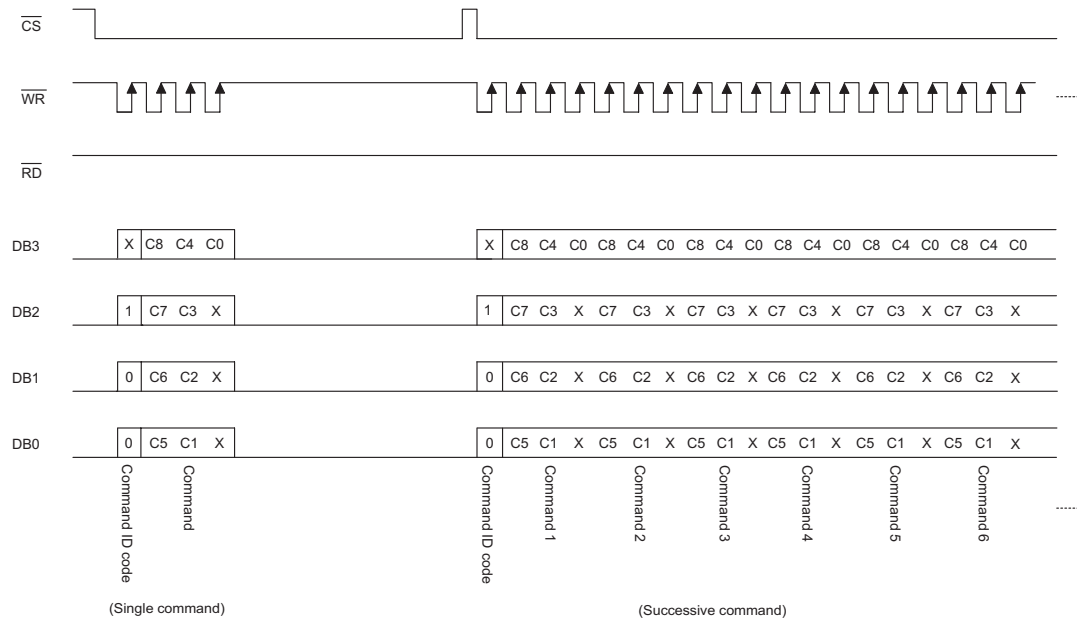 CS
WR
RD
DB3 X C8 C4 C0 X C8 C4 C0 C8 C4 C0 C8 C4 C0 C8 C4 C0 C8 C4 C0 C8 C4 C0
DB2 1 C7 C3 X 1 C7 C3 X C7 C3 X C7 C3 X C7 C3 X C7 C3 X C7 C3 X
DB1 0 C6 C2 X 0 C6 C2 X C6 C2 X C6 C2 X C6 C2 X C6 C2 X C6 C2 X
DB0 0 C5 C1 X 0 C5 C1 X C5 C1 X C5 C1 X C5 C1 X C5 C1 X C5 C1 X
Command ID code
Command
Command ID code
Command 1
Command 2
Command 3
Command 4
Command 5
Command 6
(Single command)
(Successive command)